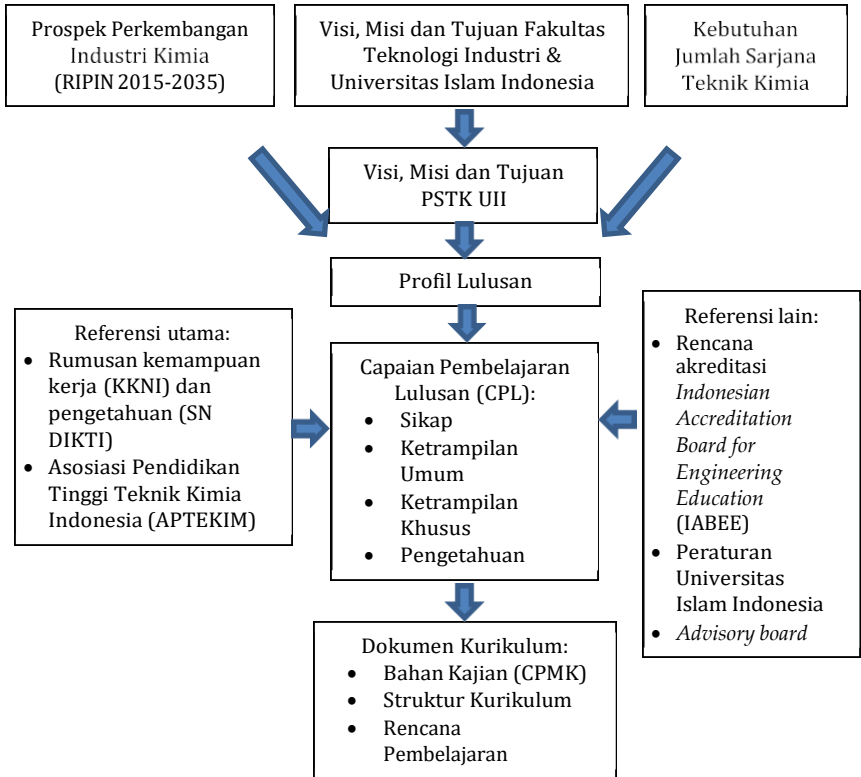 Prospek Perkembangan
Industri Kimia
(RIPIN 2015-2035)
Visi, Misi dan Tujuan Fakultas
Teknologi Industri &
Universitas Islam Indonesia
Kebutuhan
Jumlah Sarjana
Teknik Kimia
Visi, Misi dan Tujuan
PSTK UII
Profil Lulusan
Referensi utama:
• Rumusan kemampuan
kerja (KKNI) dan
pengetahuan (SN
DIKTI)
• Asosiasi Pendidikan
Tinggi Teknik Kimia
Indonesia (APTEKIM)
Capaian Pembelajaran
Lulusan (CPL):
• Sikap
• Ketrampilan
Umum
• Ketrampilan
Khusus
• Pengetahuan
Referensi lain:
• Rencana
akreditasi
Indonesian
Accreditation
Board for
Engineering
Education
(IABEE)
• Peraturan
Universitas
Islam Indonesia
• Advisory board
Dokumen Kurikulum:
• Bahan Kajian (CPMK)
• Struktur Kurikulum
• Rencana
Pembelajaran